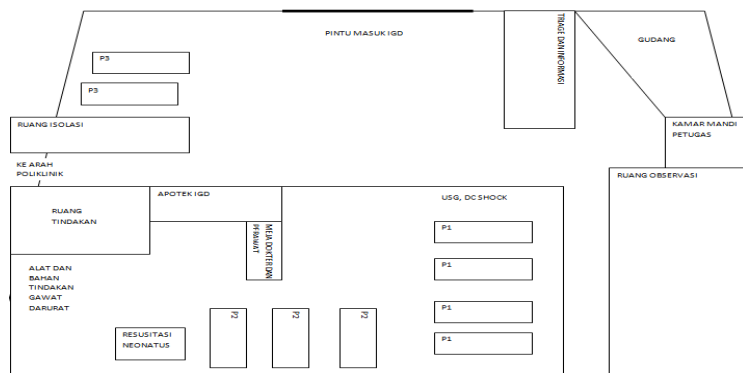 PINTU MASUK IGD
TRIAGE DAN INFORMASI
GUDANG
P3
P3
RUANG ISOLASI
KAMAR MANDI
PETUGAS
KE ARAH
POLIKLINIK
RUANG OBSERVASI
RUANG
TINDAKAN
APOTEK IGD
USG, DC SHOCK
MEJA DOKTER DAN
PERAWAT
P1
P1
ALAT DAN
BAHAN
TINDAKAN
GAWAT
DARURAT
P1
P2
P2
P2
RESUSITASI
NEONATUS
P1